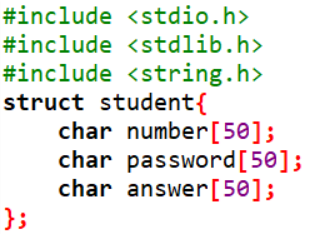 #include <stdio.h>
#include <stdlib.h>
#include <string.h>
struct student{
    char number[50];
    char password[50];
    char answer[50];
};